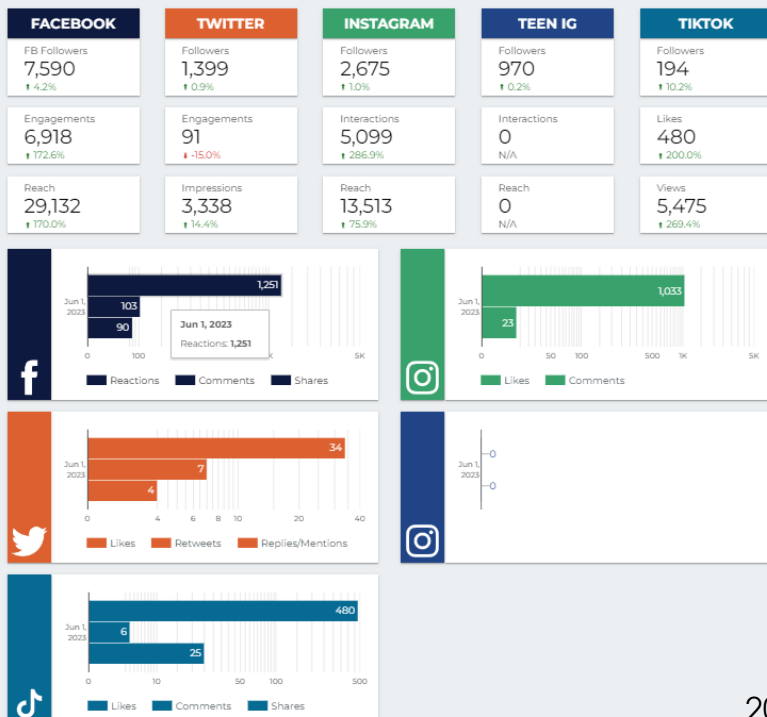 FACEBOOK TWITTER INSTAGRAM TEEN IG TIKTOK
FB Followers Followers Followers Followers Followers
7,590 1,399 2,675 970 194
4.2% 0.9% 1.0% 0.2% 10.2%
Engagements Engagements Interactions Interactions Likes
6,918 91 5,099 0 480
172.6% -15.0% 286.9% N/A 200.0%
Reach Impressions Reach Reach Views
29,132 3,338 13,513 0 5,475
170.0% 14.4% 75.9% N/A 269.4%
1,251
Jun 1,
2023
103
90
Jun 1, 2023
Reactions: 1,251
0 100 K 5K
Reactions Comments Shares
1,033
Jun 1,
2023
23
0 50 100 500 1K 5K
Likes Comments
34
Jun 1,
2023
7
4
0 4 6 8 10 20 40
Likes Retweets Replies/Mentions
0
Jun 1,
2023
0
480
Jun 1,
2023
6
25
0 10 50 100 500
Likes Comments Shares
20